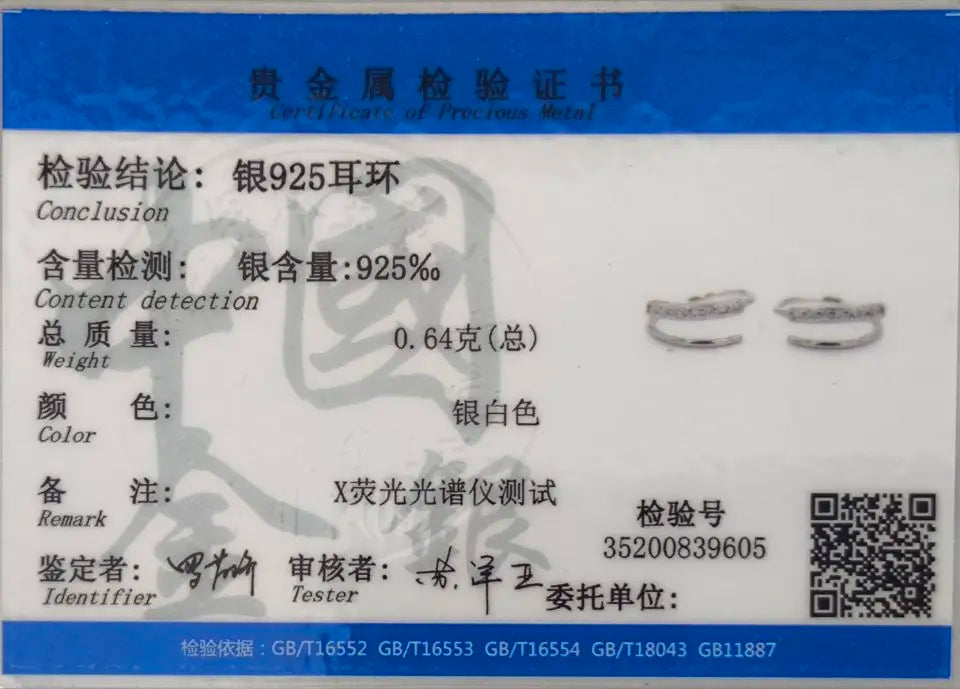 贵金属检验证书
Certificate of Precious Metal
检验结论: 银925耳环
Conclusion
含量检测: 银含量:925‰
Content detection
总质量: 0.64克(总)
Weight
颜色: 银白色
Color
备注: X荧光光谱仪测试
Remark
检验号
35200839605
鉴定者: 审核者:
Identifier Tester
委托单位:
检验依据: GB/T16552 GB/T16553 GB/T16554 GB/T18043 GB11887
中國
金銀